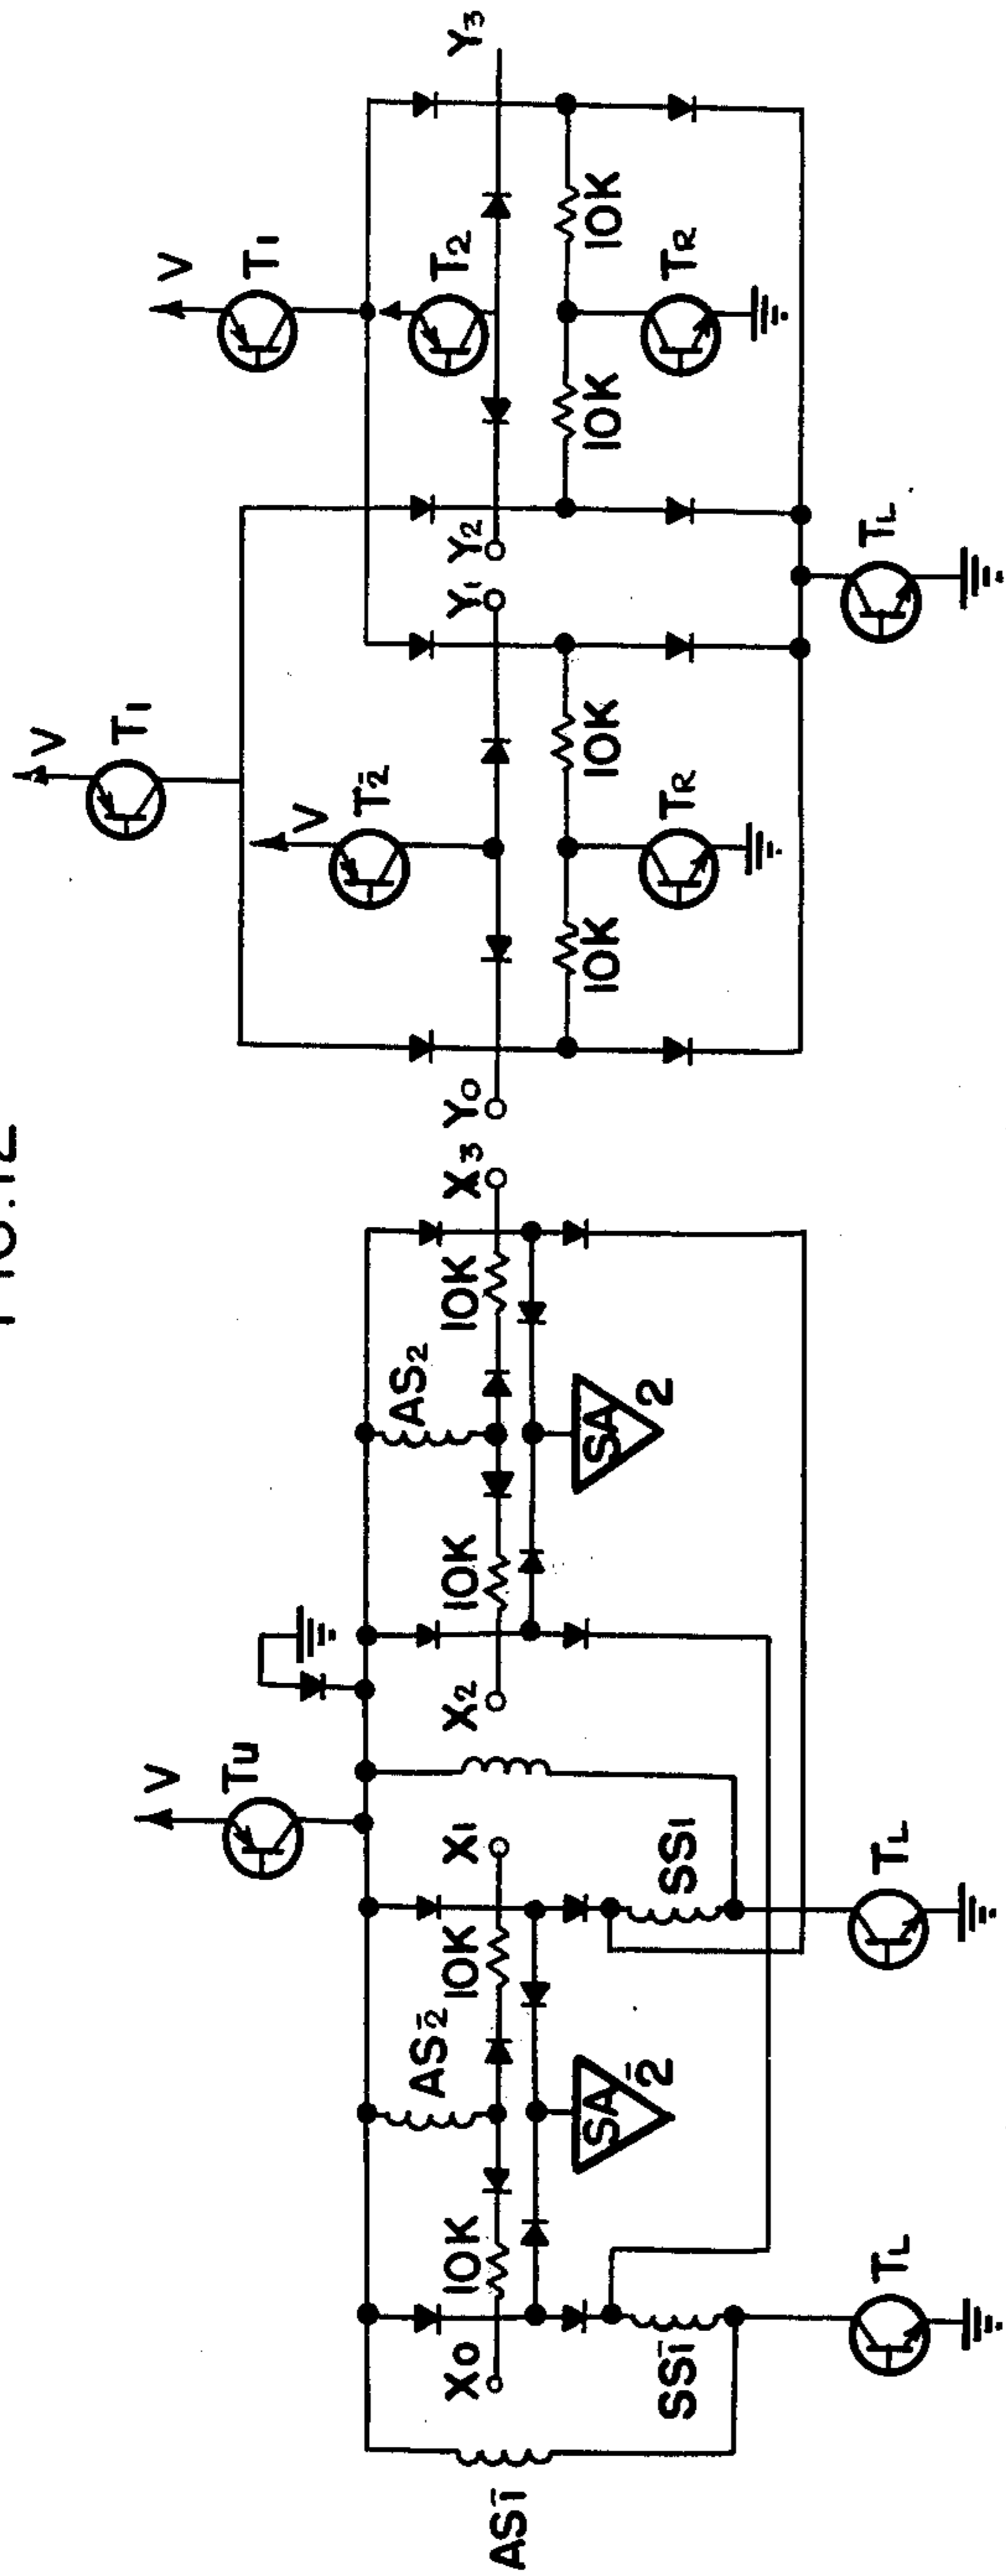 FIG.12
V
T1
V
V
TU
T1
V
T2̄
AS2̄
AS2
T2
X0
10K
10K
X1
X2
10K
10K
X3
Y0
Y1
Y2
Y3
AS1̄
SA
2̄
SA
2
10K
10K
10K
10K
SS1̄
SS1
TR
TR
TL
TL
TL